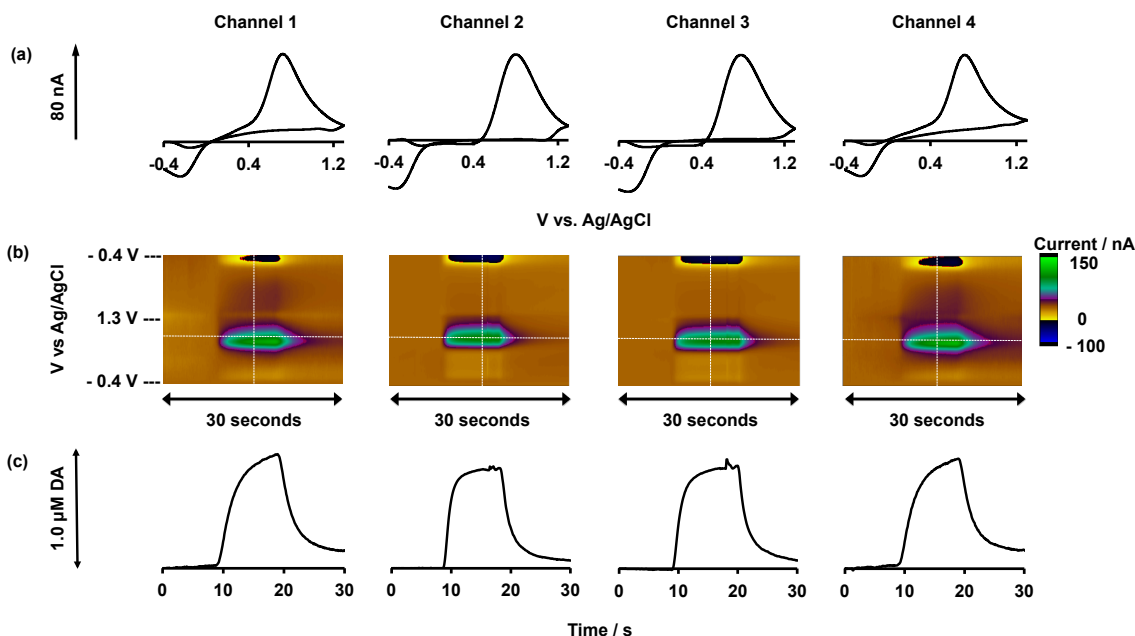 Channel 1 Channel 2 Channel 3 Channel 4
(a)
80 nA
-0.4 0.4 1.2 -0.4 0.4 1.2 -0.4 0.4 1.2 -0.4 0.4 1.2
V vs. Ag/AgCl
(b)
V vs Ag/AgCl
- 0.4 V ---
1.3 V ---
- 0.4 V ---
Current / nA
150
0
- 100
30 seconds 30 seconds 30 seconds 30 seconds
(c)
1.0 µM DA
0 10 20 30 0 10 20 30 0 10 20 30 0 10 20 30
Time / s